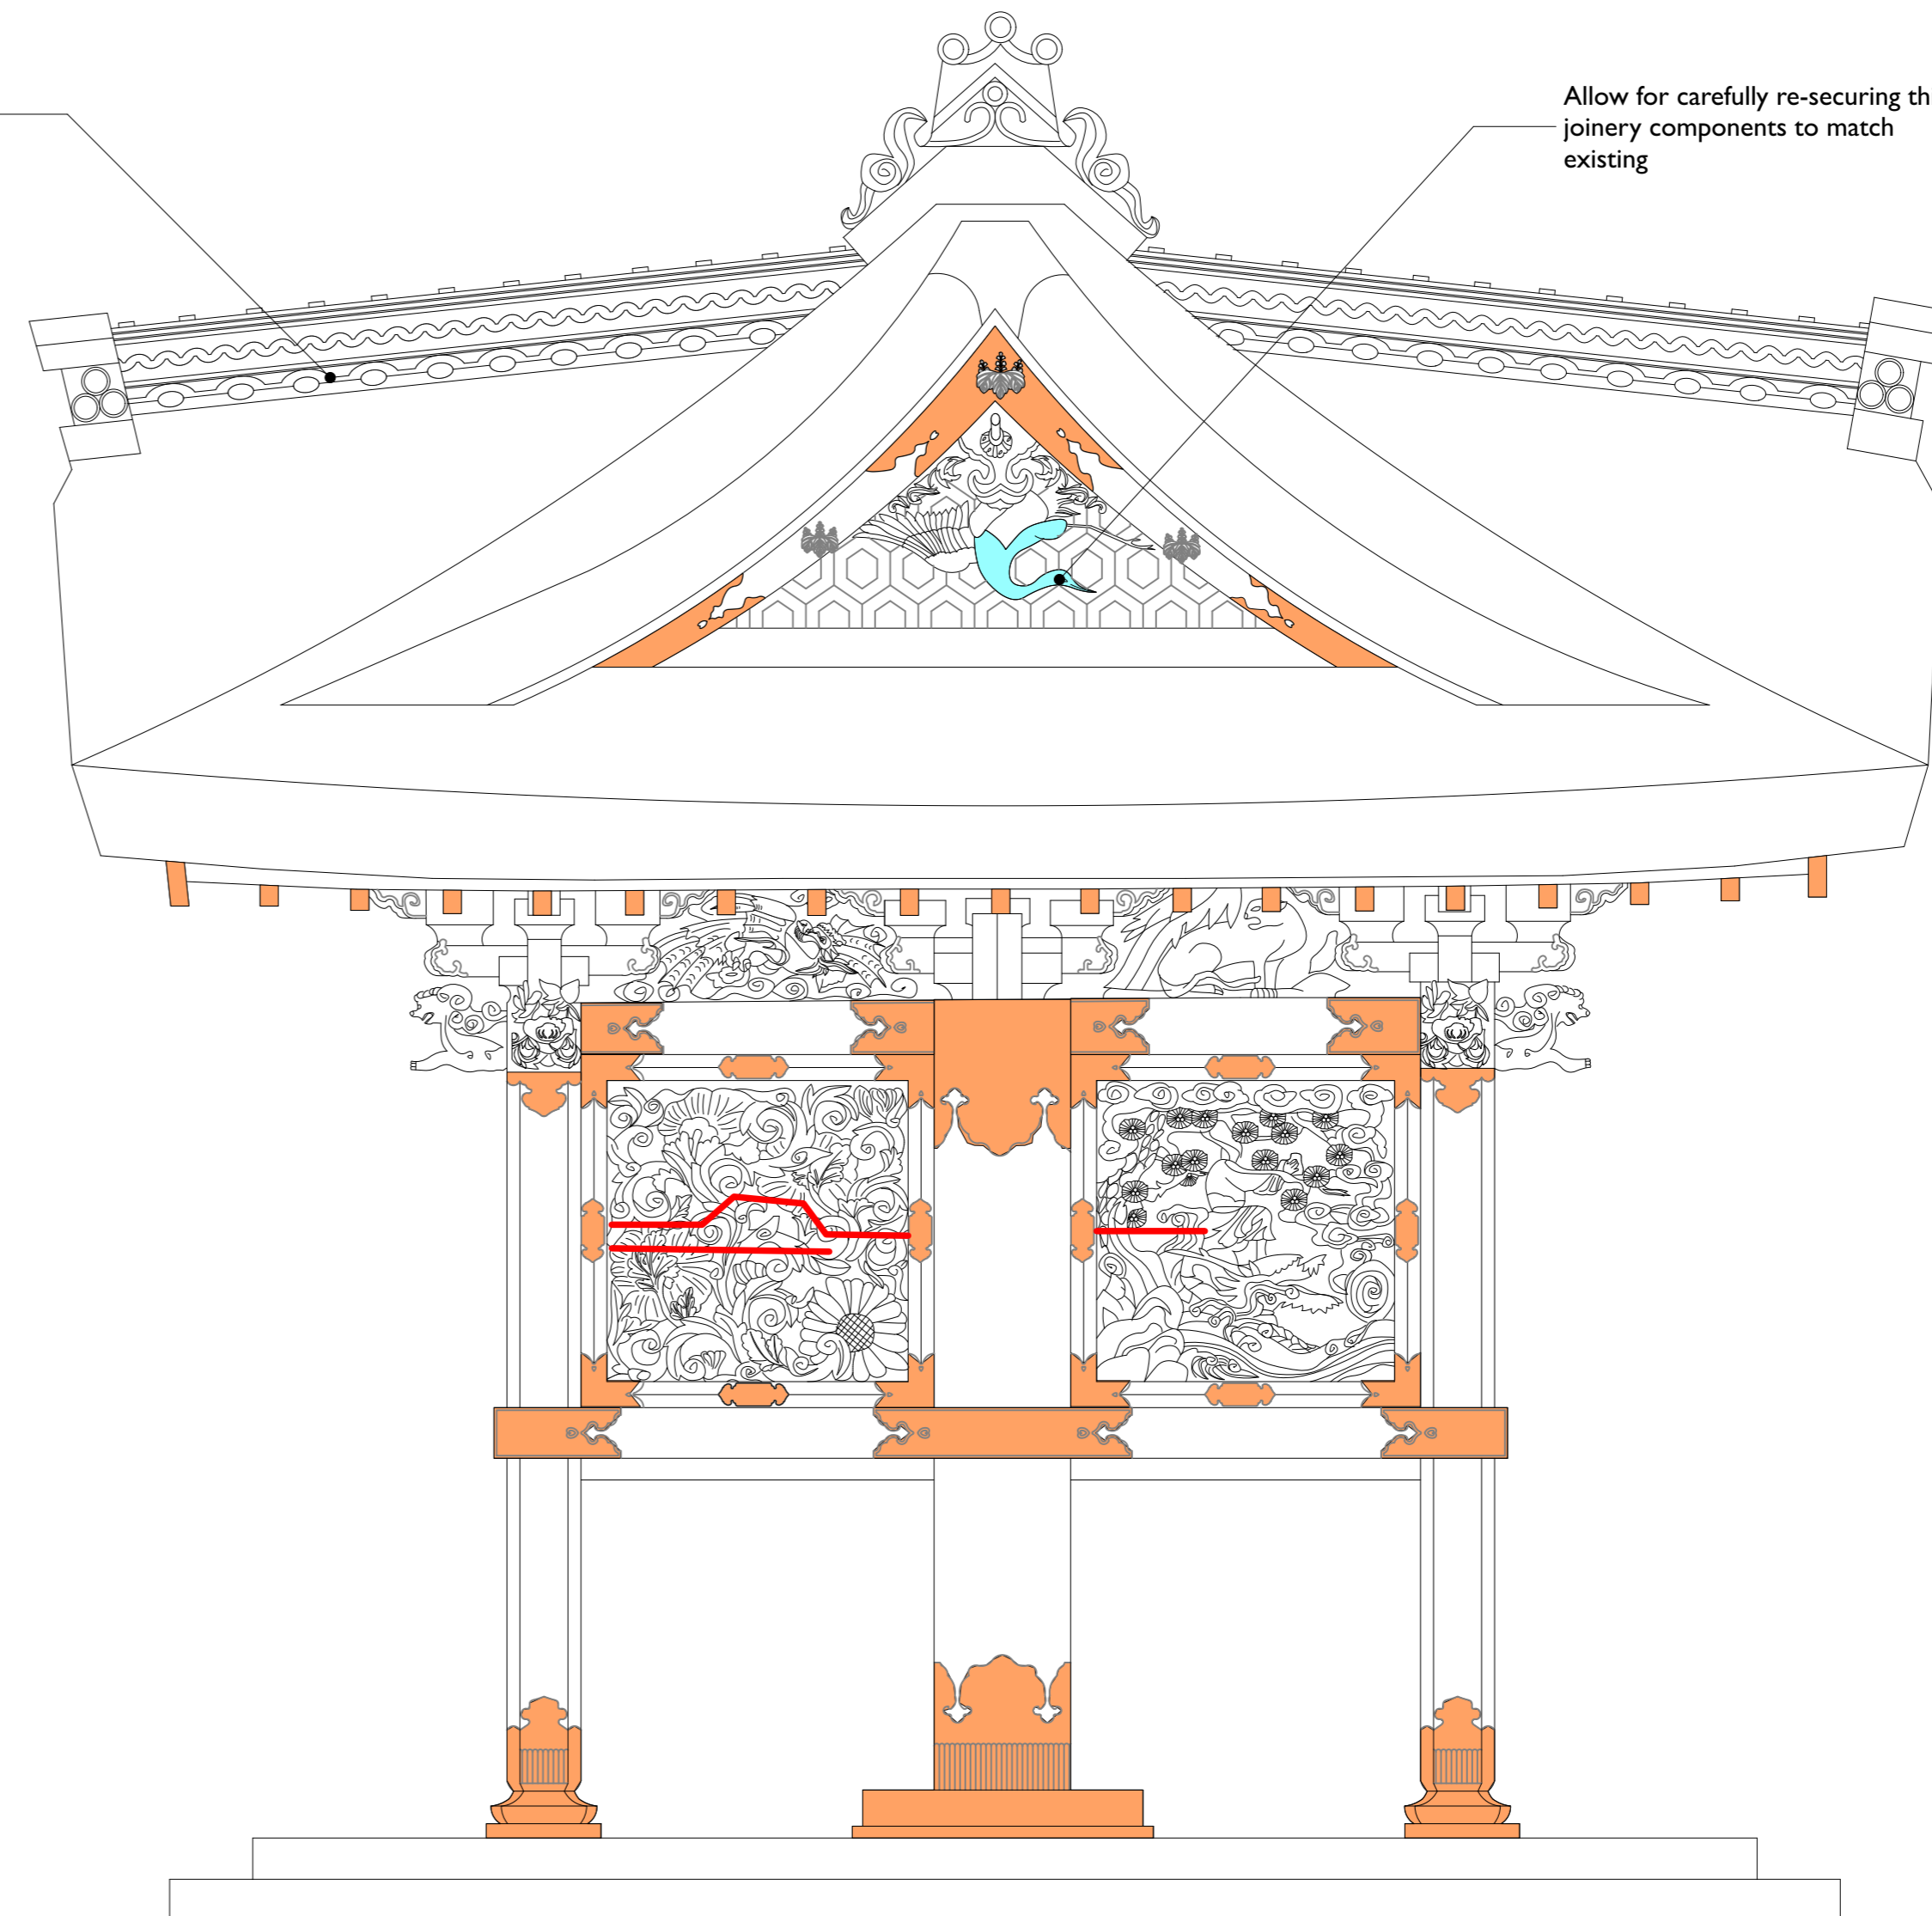 Allow for carefully re-securing th
joinery components to match
existing